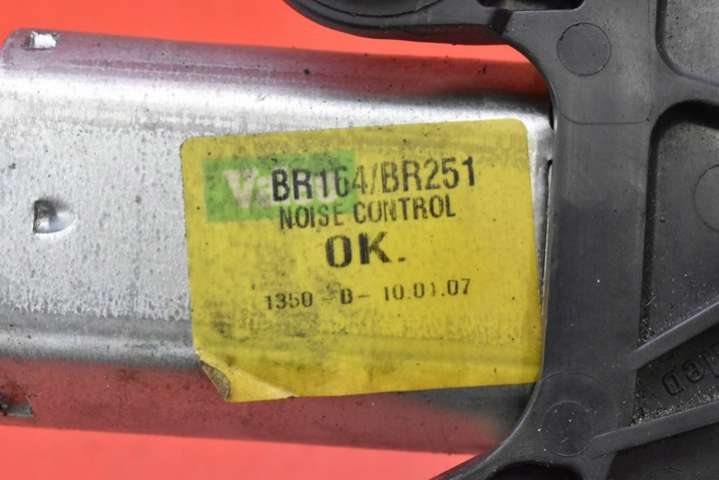 BR164/BR251
NOISE CONTROL
OK.
1350 - B - 10.01.07